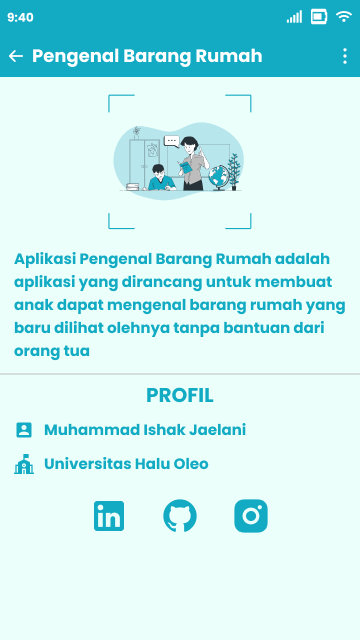 9:40
Pengenal Barang Rumah
Aplikasi Pengenal Barang Rumah adalah
aplikasi yang dirancang untuk membuat
anak dapat mengenal barang rumah yang
baru dilihat olehnya tanpa bantuan dari
orang tua
PROFIL
Muhammad Ishak Jaelani
Universitas Halu Oleo
in